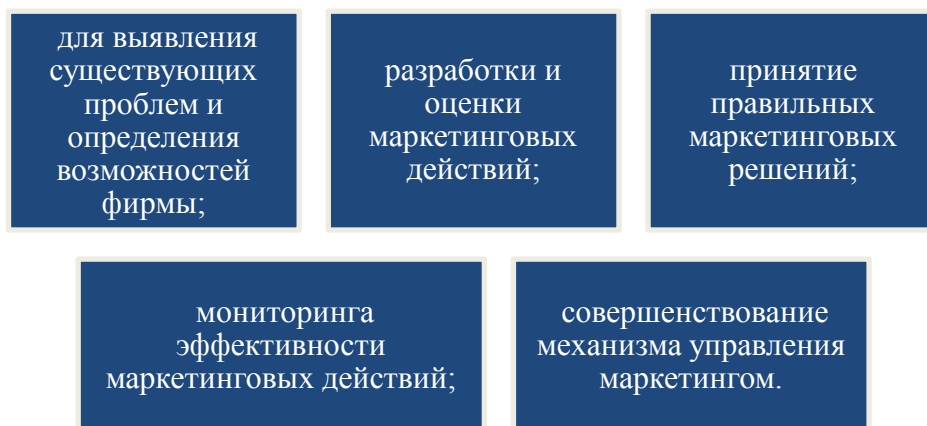 для выявления
существующих
проблем и
определения
возможностей
фирмы;
разработки и
оценки
маркетинговых
действий;
принятие
правильных
маркетинговых
решений;
мониторинга
эффективности
маркетинговых действий;
совершенствование
механизма управления
маркетингом.